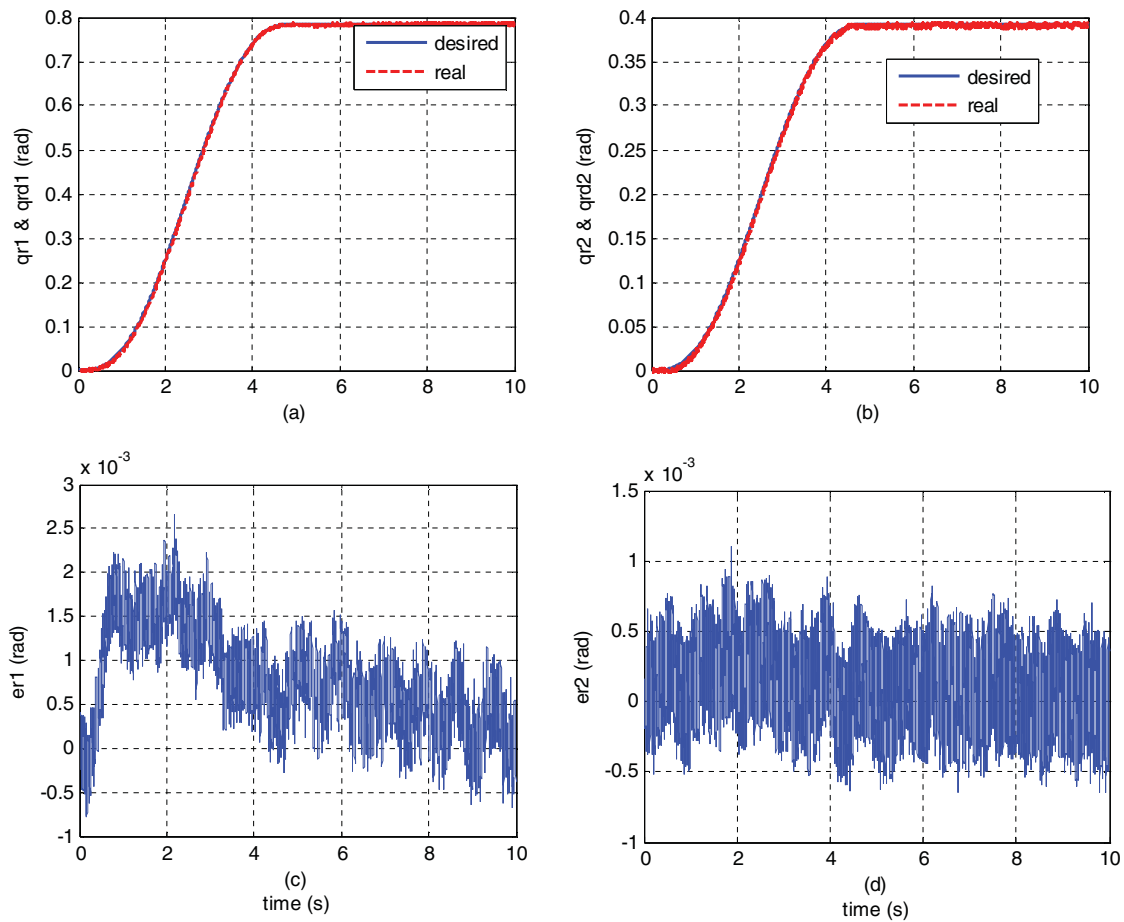 0.8
0.7
0.6
0.5
0.4
0.3
0.2
0.1
0
qr1 & qrd1 (rad)
desired
real
0 2 4 6 8 10
(a)
0.4
0.35
0.3
0.25
0.2
0.15
0.1
0.05
0
qr2 & qrd2 (rad)
desired
real
0 2 4 6 8 10
(b)
x 10-3
3
2.5
2
1.5
1
0.5
0
-0.5
-1
er1 (rad)
0 2 4 6 8 10
(c)
time (s)
x 10-3
1.5
1
0.5
0
-0.5
-1
er2 (rad)
0 2 4 6 8 10
(d)
time (s)